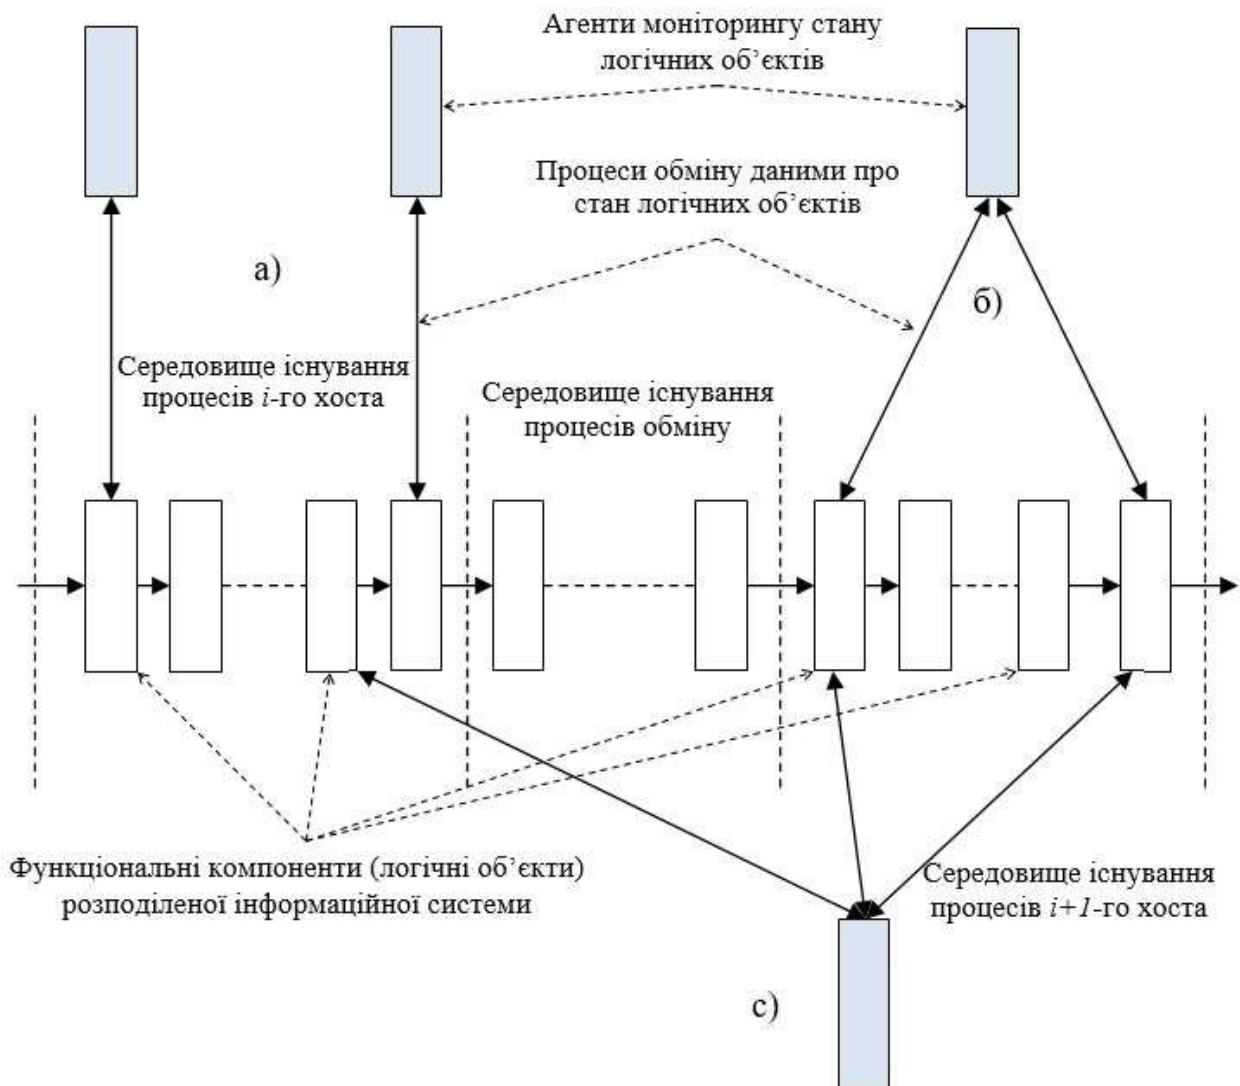 Агенти моніторингу стану
логічних об’єктів
Процеси обміну даними про
стан логічних об’єктів
а)
б)
Середовище існування
процесів i-го хоста
Середовище існування
процесів обміну
Функціональні компоненти (логічні об’єкти)
розподіленої інформаційної системи
Середовище існування
процесів i+1-го хоста
с)